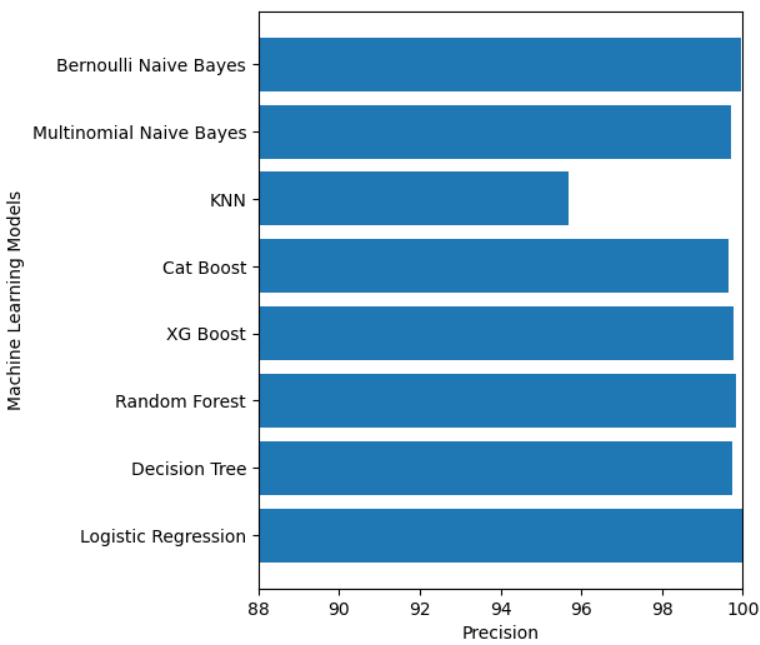 Machine Learning Models
Bernoulli Naive Bayes
Multinomial Naive Bayes
KNN
Cat Boost
XG Boost
Random Forest
Decision Tree
Logistic Regression
88 90 92 94 96 98 100
Precision